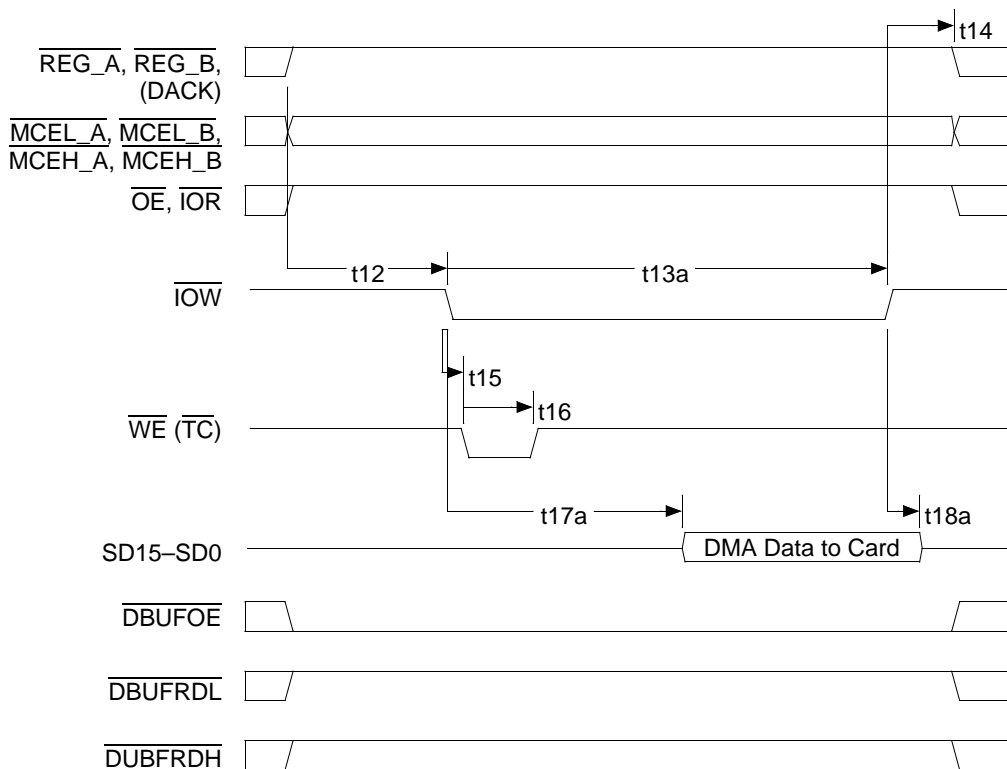 t14
REG_A, REG_B,
(DACK)
MCEL_A, MCEL_B,
MCEH_A, MCEH_B
OE, IOR
t12
t13a
IOW
t15
t16
WE (TC)
t17a
t18a
SD15–SD0
DMA Data to Card
DBUFOE
DBUFRDL
DUBFRDH